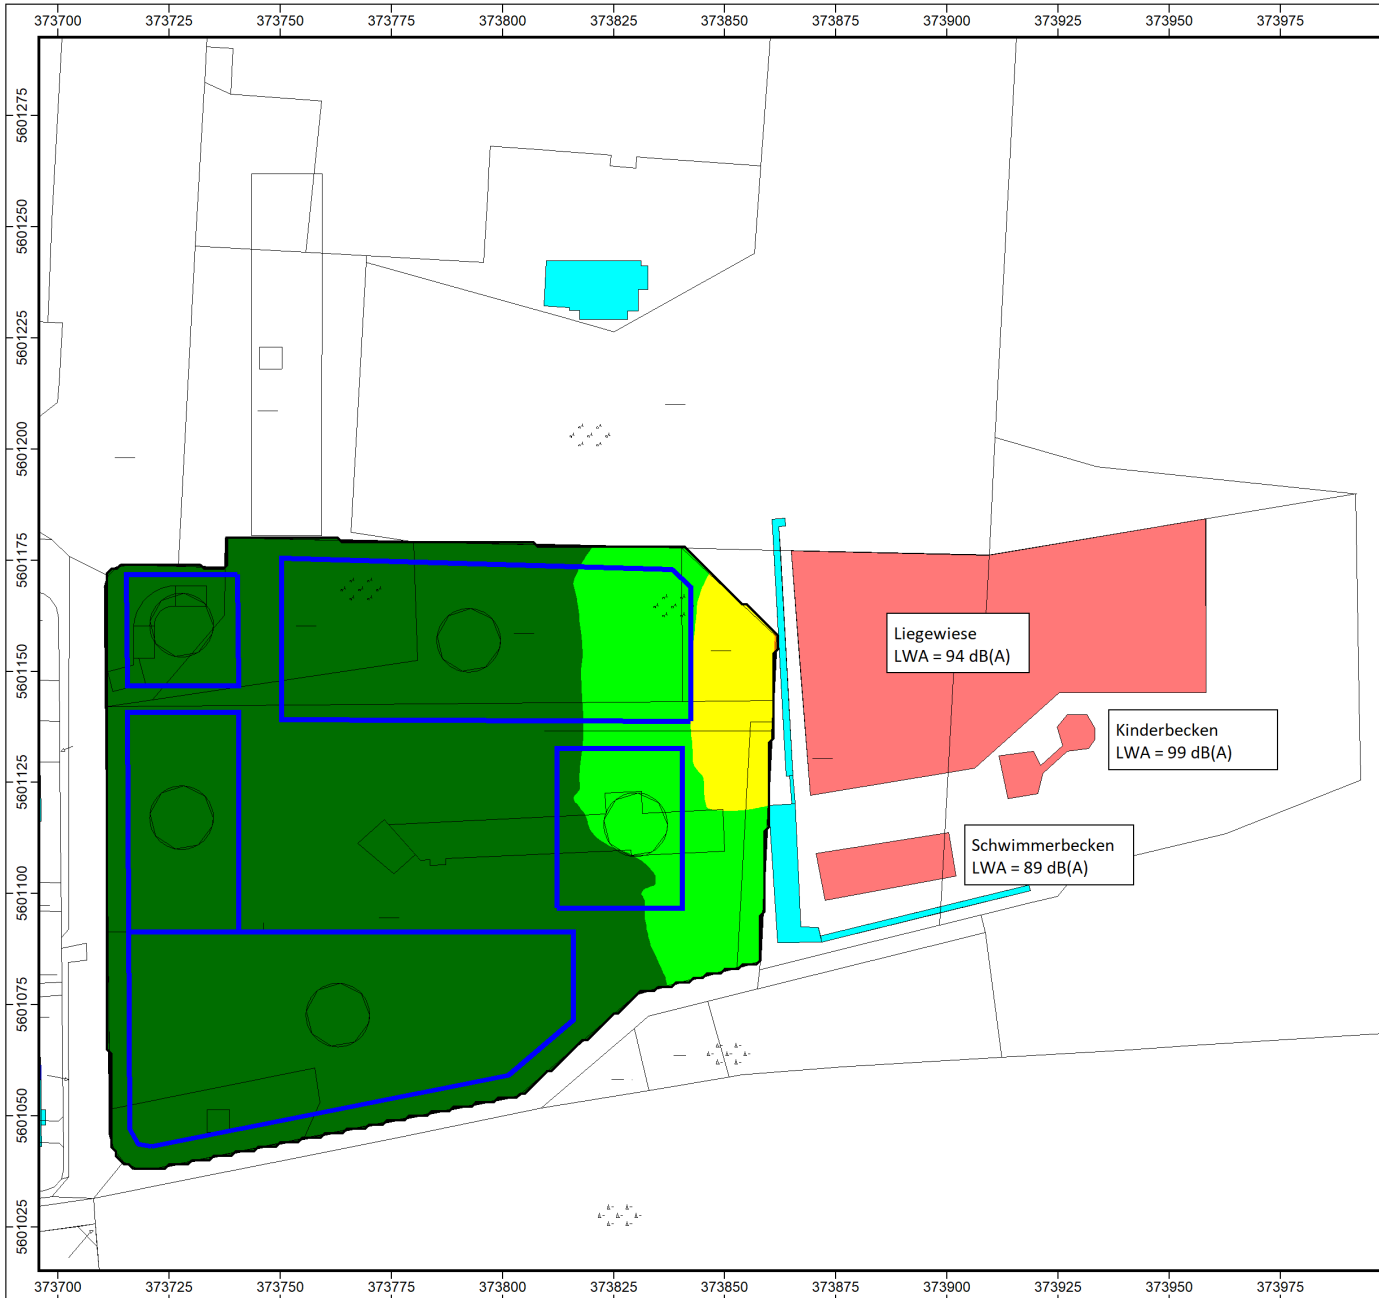 373700 373725 373750 373775 373800 373825 373850 373875 373900 373925 373950 373975
5601275
5601250
5601225
5601200
5601175
5601150
5601125
5601100
5601075
5601050
5601025
Liegewiese
LWA = 94 dB(A)
Kinderbecken
LWA = 99 dB(A)
Schwimmerbecken
LWA = 89 dB(A)
373700 373725 373750 373775 373800 373825 373850 373875 373900 373925 373950 373975